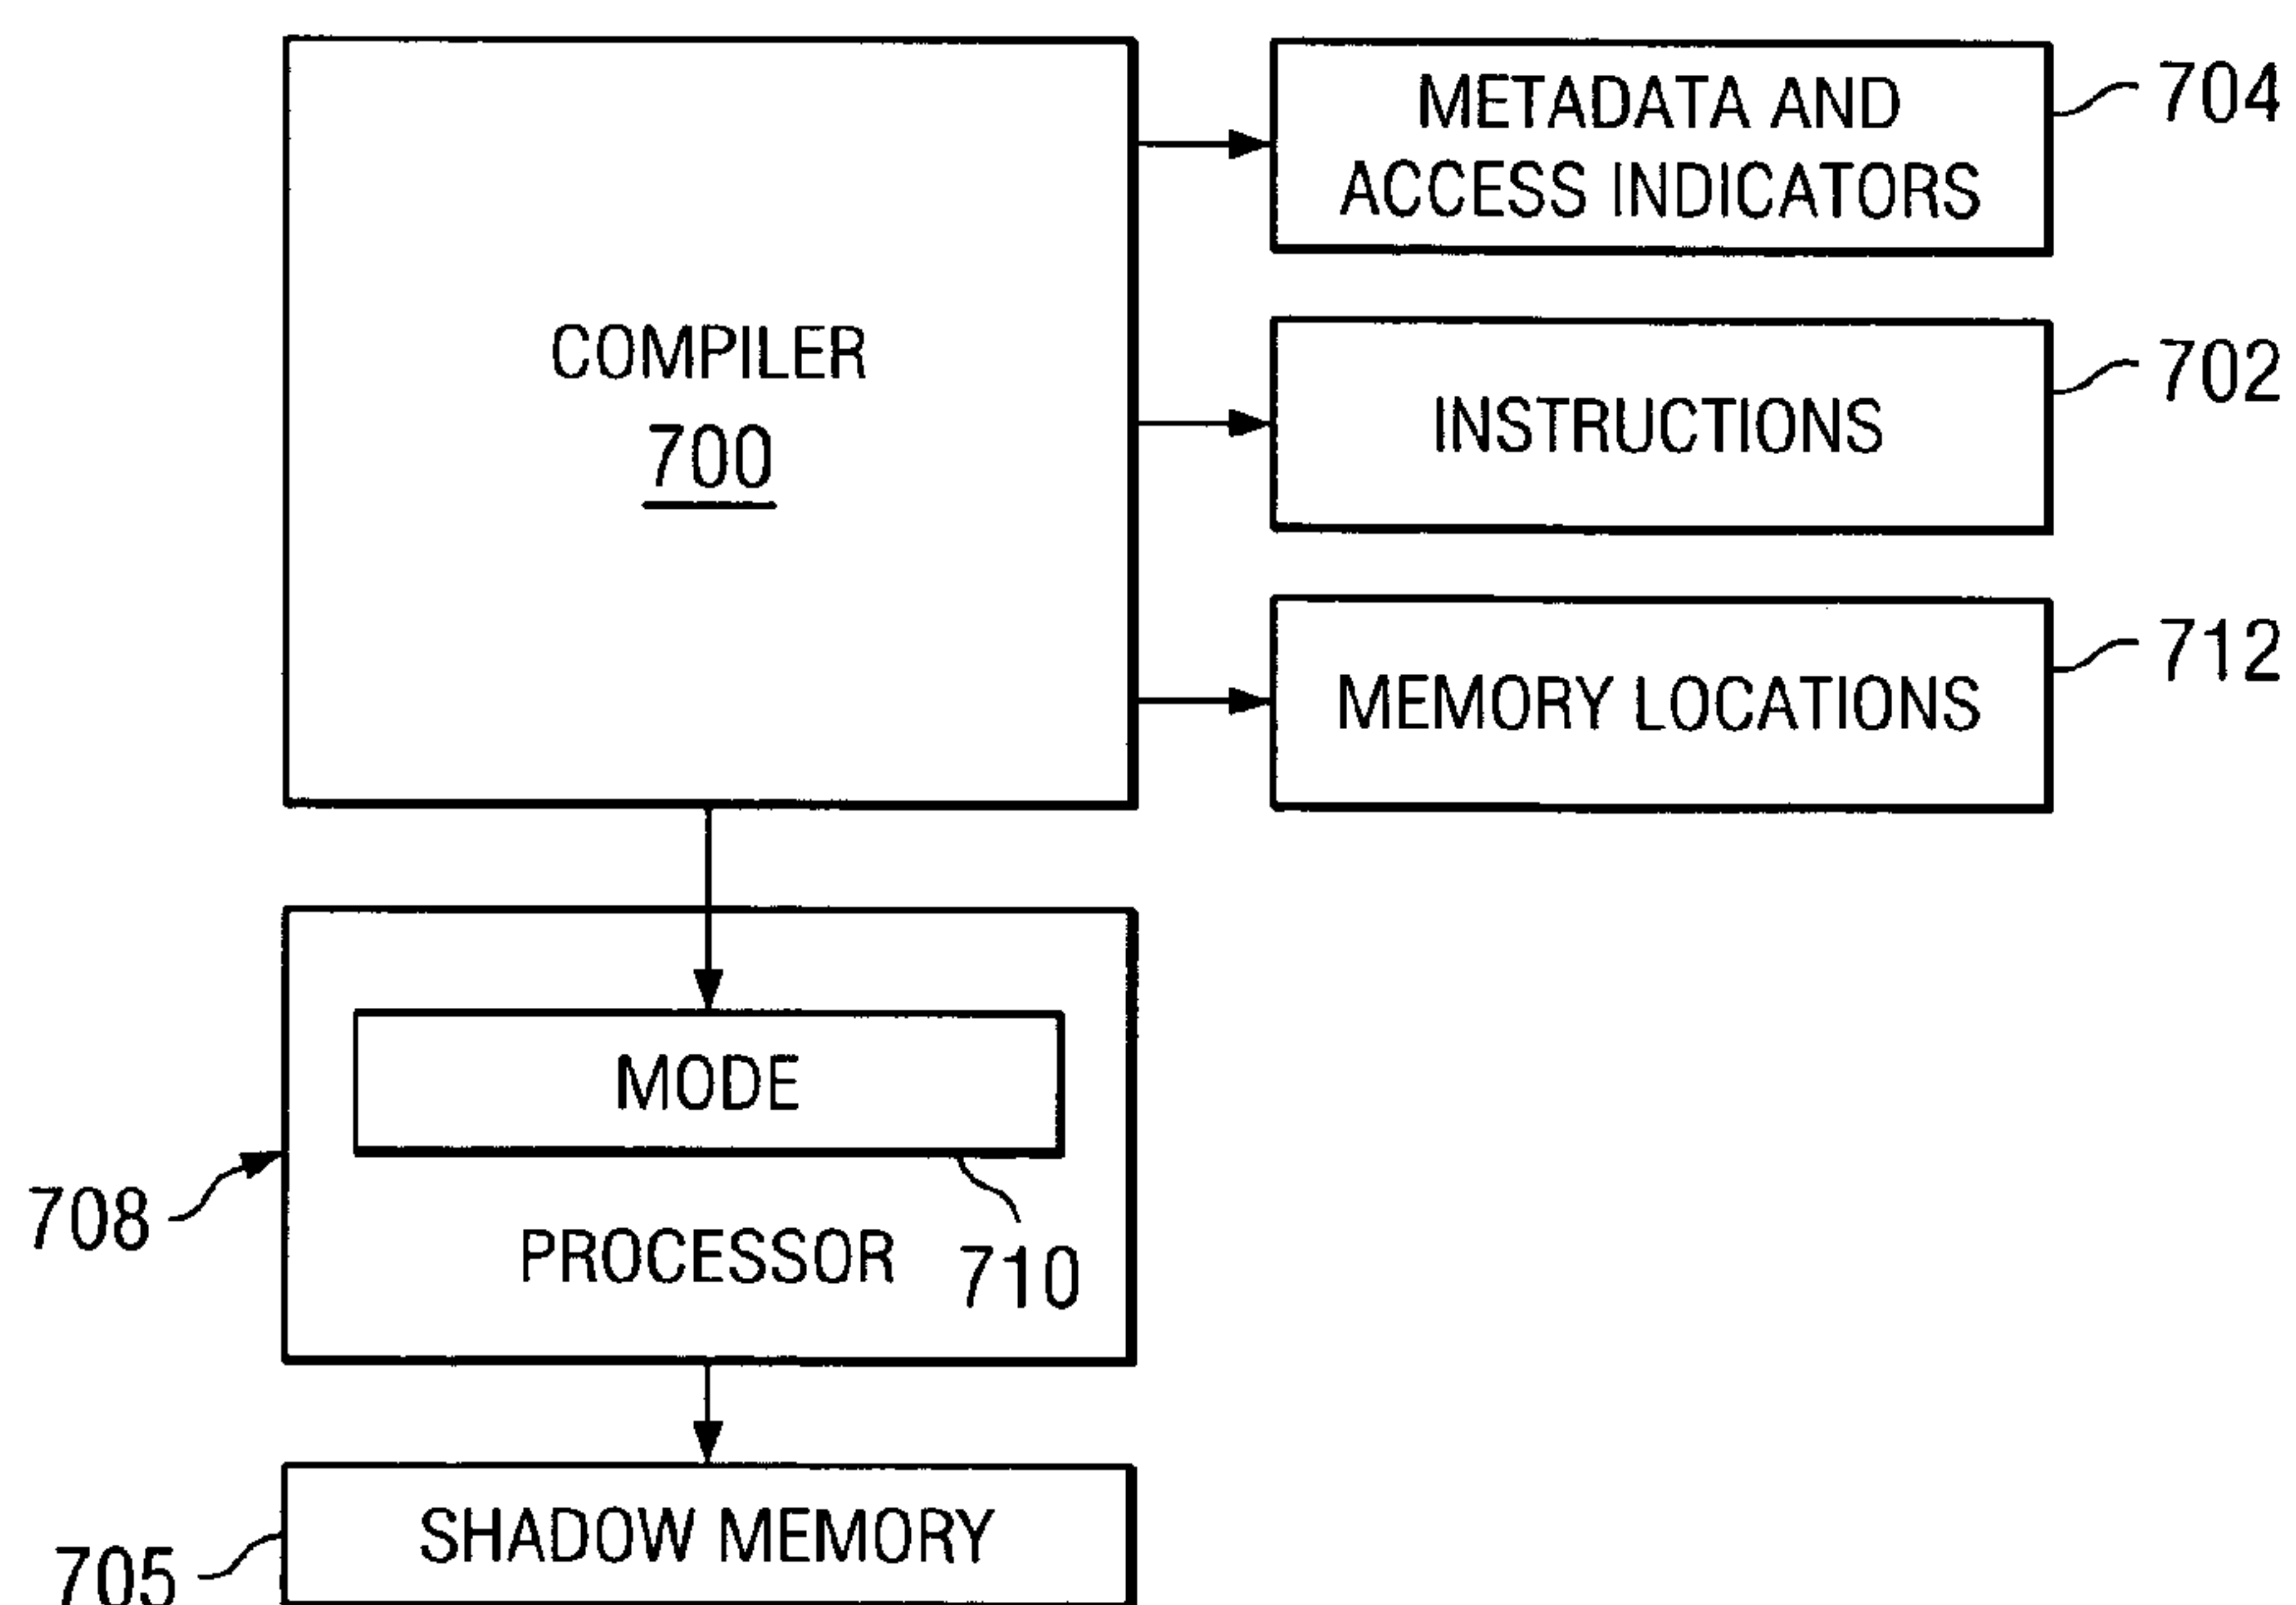 COMPILER
700
METADATA AND
ACCESS INDICATORS
704
INSTRUCTIONS
702
MEMORY LOCATIONS
712
MODE
710
PROCESSOR
708
SHADOW MEMORY
705